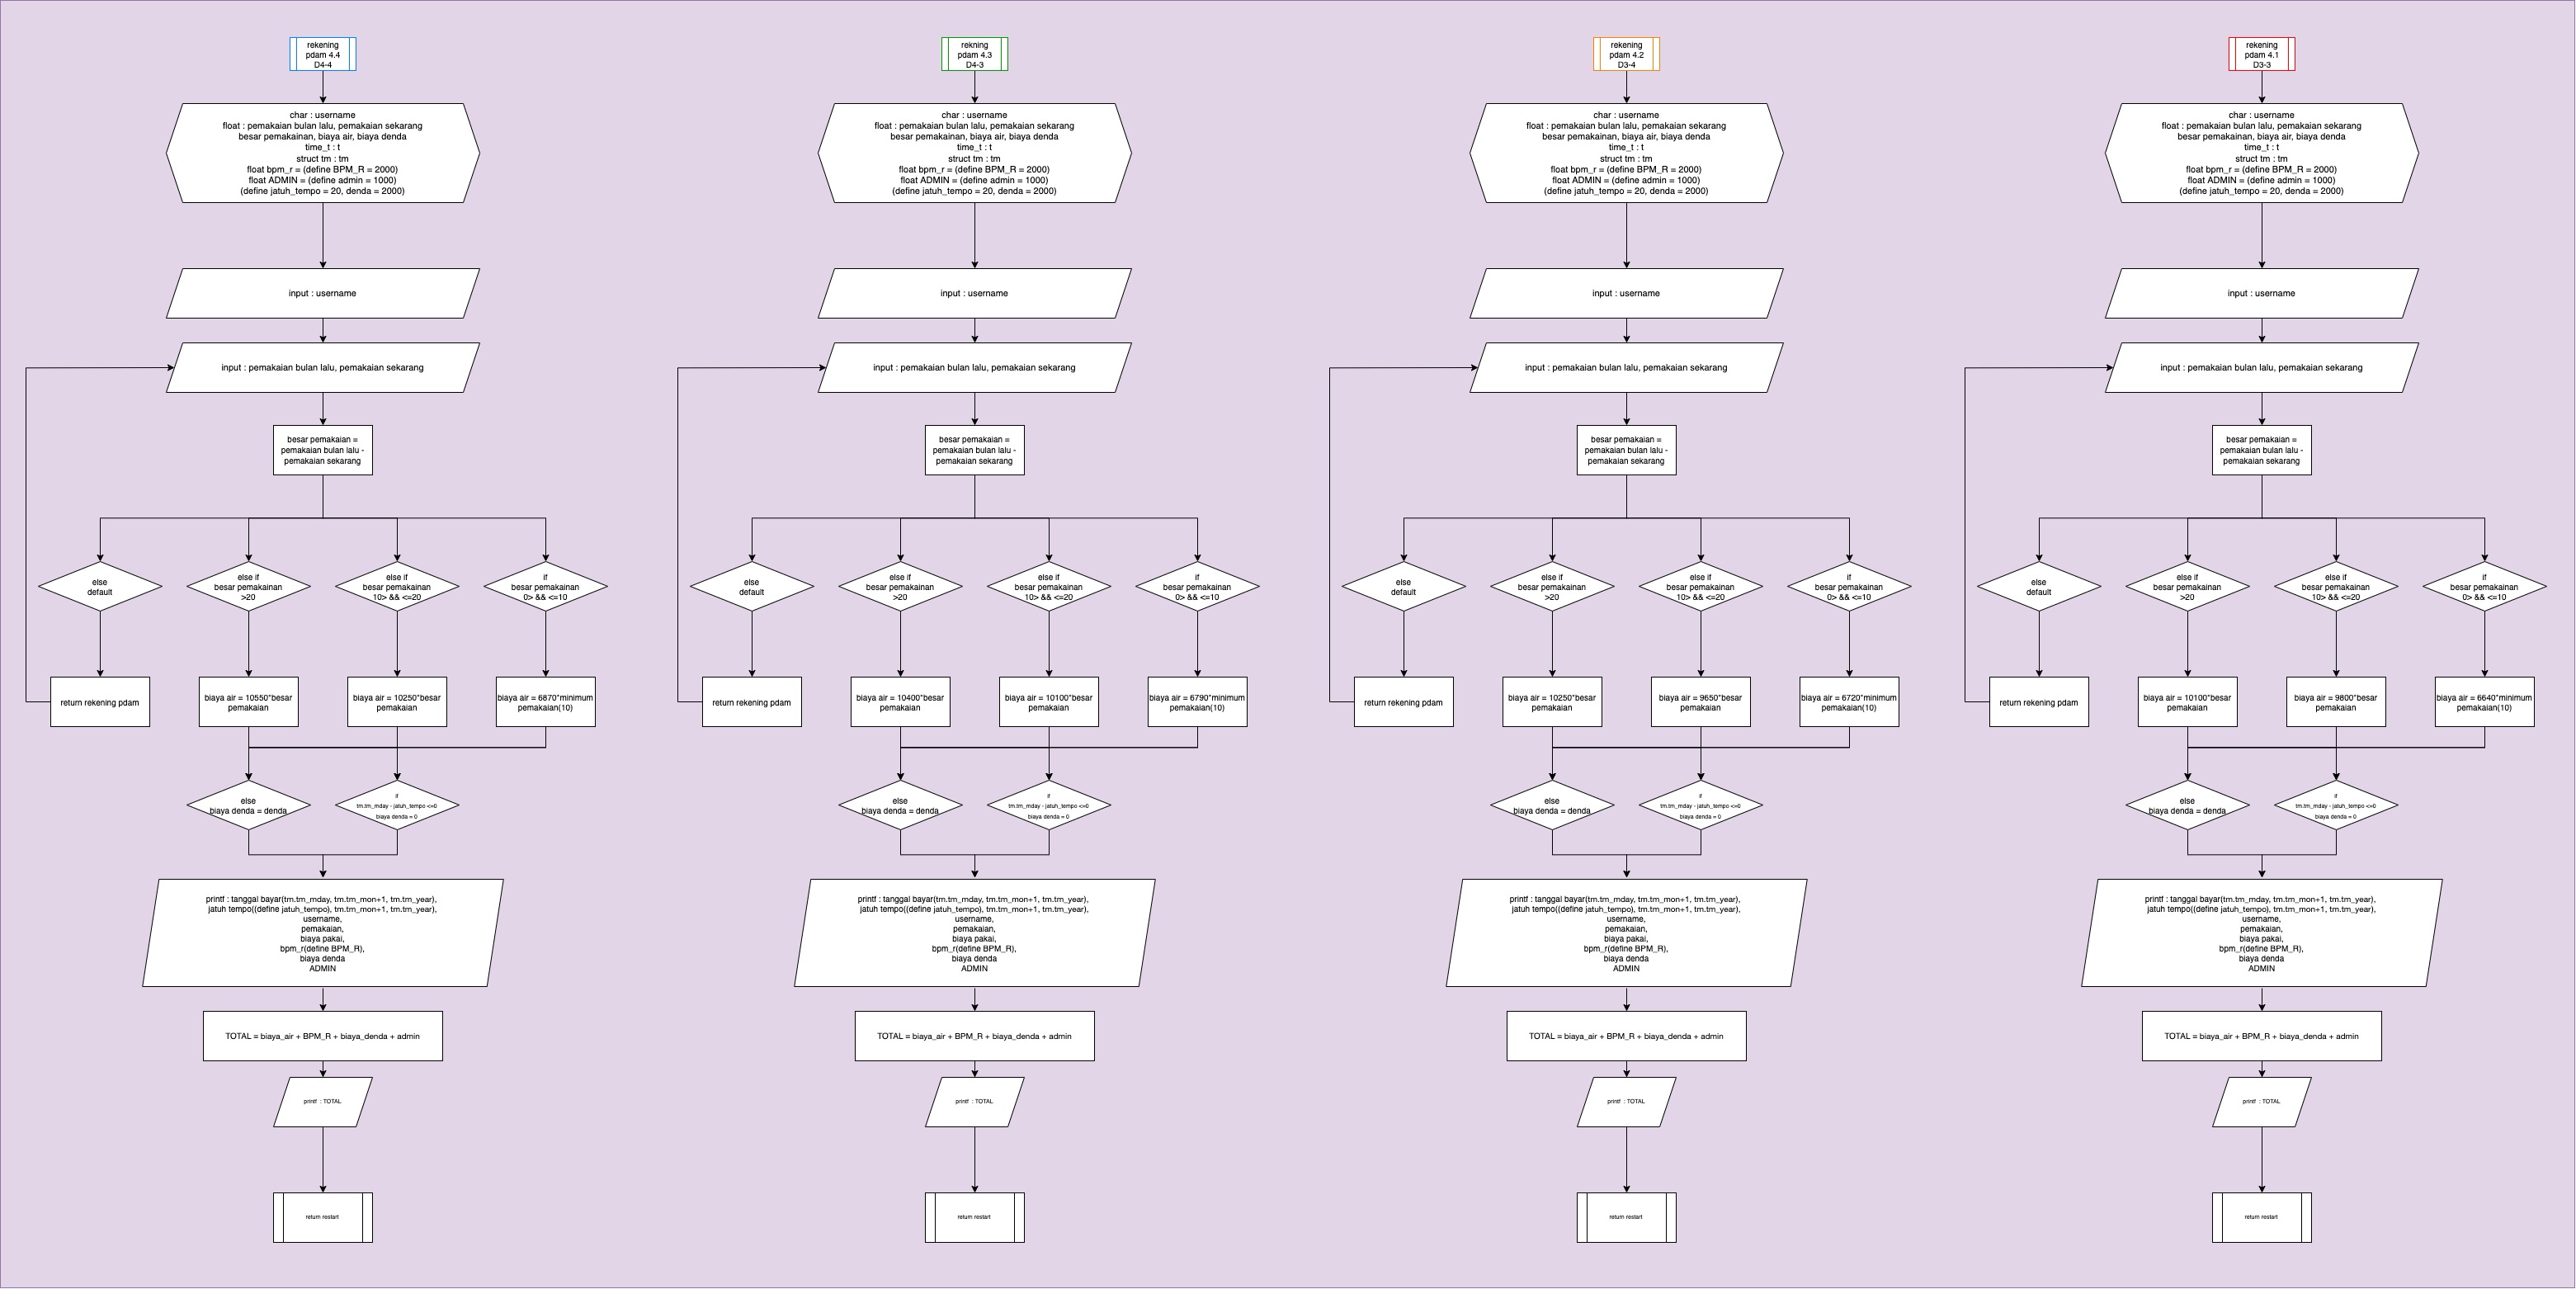 rekening
pdam 4.4
D4-4
char : username
float : pemakaian bulan lalu, pemakaian sekarang
besar pemakainan, biaya air, biaya denda
time_t : t
struct tm : tm
float bpm_r = (define BPM_R = 2000)
float ADMIN = (define admin = 1000)
(define jatuh_tempo = 20, denda = 2000)
input : username
input : pemakaian bulan lalu, pemakaian sekarang
besar pemakaian =
pemakaian bulan lalu -
pemakaian sekarang
else
default
else if
besar pemakainan
>20
else if
besar pemakainan
10> && <=20
if
besar pemakainan
0> && <=10
return rekening pdam
biaya air = 10550*besar
pemakaian
biaya air = 10250*besar
pemakaian
biaya air = 6870*minimum
pemakaian(10)
else
biaya denda = denda
if
tm.tm_mday - jatuh_tempo <=0
biaya denda = 0
printf : tanggal bayar(tm.tm_mday, tm.tm_mon+1, tm.tm_year),
jatuh tempo((define jatuh_tempo), tm.tm_mon+1, tm.tm_year),
username,
pemakaian,
biaya pakai,
bpm_r(define BPM_R),
biaya denda
ADMIN
TOTAL = biaya_air + BPM_R + biaya_denda + admin
printf : TOTAL
return restart
rekning
pdam 4.3
D4-3
char : username
float : pemakaian bulan lalu, pemakaian sekarang
besar pemakainan, biaya air, biaya denda
time_t : t
struct tm : tm
float bpm_r = (define BPM_R = 2000)
float ADMIN = (define admin = 1000)
(define jatuh_tempo = 20, denda = 2000)
input : username
input : pemakaian bulan lalu, pemakaian sekarang
besar pemakaian =
pemakaian bulan lalu -
pemakaian sekarang
else
default
else if
besar pemakainan
>20
else if
besar pemakainan
10> && <=20
if
besar pemakainan
0> && <=10
return rekening pdam
biaya air = 10400*besar
pemakaian
biaya air = 10100*besar
pemakaian
biaya air = 6790*minimum
pemakaian(10)
else
biaya denda = denda
if
tm.tm_mday - jatuh_tempo <=0
biaya denda = 0
printf : tanggal bayar(tm.tm_mday, tm.tm_mon+1, tm.tm_year),
jatuh tempo((define jatuh_tempo), tm.tm_mon+1, tm.tm_year),
username,
pemakaian,
biaya pakai,
bpm_r(define BPM_R),
biaya denda
ADMIN
TOTAL = biaya_air + BPM_R + biaya_denda + admin
printf : TOTAL
return restart
rekening
pdam 4.2
D3-4
char : username
float : pemakaian bulan lalu, pemakaian sekarang
besar pemakainan, biaya air, biaya denda
time_t : t
struct tm : tm
float bpm_r = (define BPM_R = 2000)
float ADMIN = (define admin = 1000)
(define jatuh_tempo = 20, denda = 2000)
input : username
input : pemakaian bulan lalu, pemakaian sekarang
besar pemakaian =
pemakaian bulan lalu -
pemakaian sekarang
else
default
else if
besar pemakainan
>20
else if
besar pemakainan
10> && <=20
if
besar pemakainan
0> && <=10
return rekening pdam
biaya air = 10250*besar
pemakaian
biaya air = 9650*besar
pemakaian
biaya air = 6720*minimum
pemakaian(10)
else
biaya denda = denda
if
tm.tm_mday - jatuh_tempo <=0
biaya denda = 0
printf : tanggal bayar(tm.tm_mday, tm.tm_mon+1, tm.tm_year),
jatuh tempo((define jatuh_tempo), tm.tm_mon+1, tm.tm_year),
username,
pemakaian,
biaya pakai,
bpm_r(define BPM_R),
biaya denda
ADMIN
TOTAL = biaya_air + BPM_R + biaya_denda + admin
printf : TOTAL
return restart
rekening
pdam 4.1
D3-3
char : username
float : pemakaian bulan lalu, pemakaian sekarang
besar pemakainan, biaya air, biaya denda
time_t : t
struct tm : tm
float bpm_r = (define BPM_R = 2000)
float ADMIN = (define admin = 1000)
(define jatuh_tempo = 20, denda = 2000)
input : username
input : pemakaian bulan lalu, pemakaian sekarang
besar pemakaian =
pemakaian bulan lalu -
pemakaian sekarang
else
default
else if
besar pemakainan
>20
else if
besar pemakainan
10> && <=20
if
besar pemakainan
0> && <=10
return rekening pdam
biaya air = 10100*besar
pemakaian
biaya air = 9800*besar
pemakaian
biaya air = 6640*minimum
pemakaian(10)
else
biaya denda = denda
if
tm.tm_mday - jatuh_tempo <=0
biaya denda = 0
printf : tanggal bayar(tm.tm_mday, tm.tm_mon+1, tm.tm_year),
jatuh tempo((define jatuh_tempo), tm.tm_mon+1, tm.tm_year),
username,
pemakaian,
biaya pakai,
bpm_r(define BPM_R),
biaya denda
ADMIN
TOTAL = biaya_air + BPM_R + biaya_denda + admin
printf : TOTAL
return restart